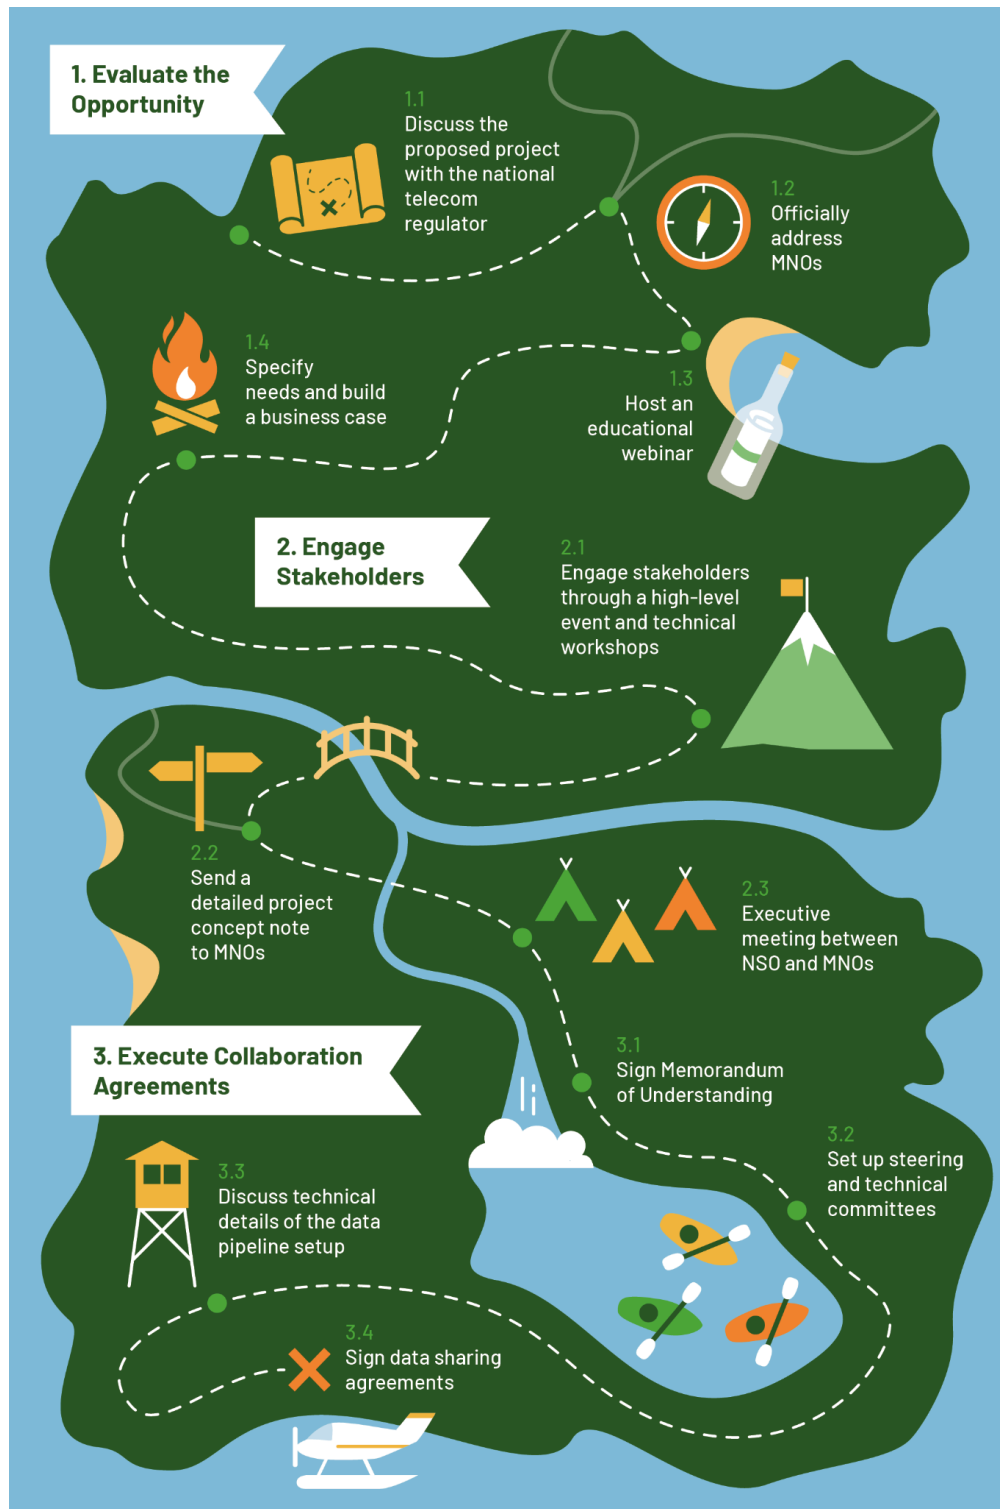 1. Evaluate the
Opportunity
1.1
Discuss the
proposed project
with the national
telecom
regulator
1.2
Officially
address
MNOs
1.3
Host an
educational
webinar
1.4
Specify
needs and build
a business case
2. Engage
Stakeholders
2.1
Engage stakeholders
through a high-level
event and technical
workshops
2.2
Send a
detailed project
concept note
to MNOs
2.3
Executive
meeting between
NSO and MNOs
3. Execute Collaboration
Agreements
3.1
Sign Memorandum
of Understanding
3.2
Set up steering
and technical
committees
3.3
Discuss technical
details of the data
pipeline setup
3.4
Sign data sharing
agreements